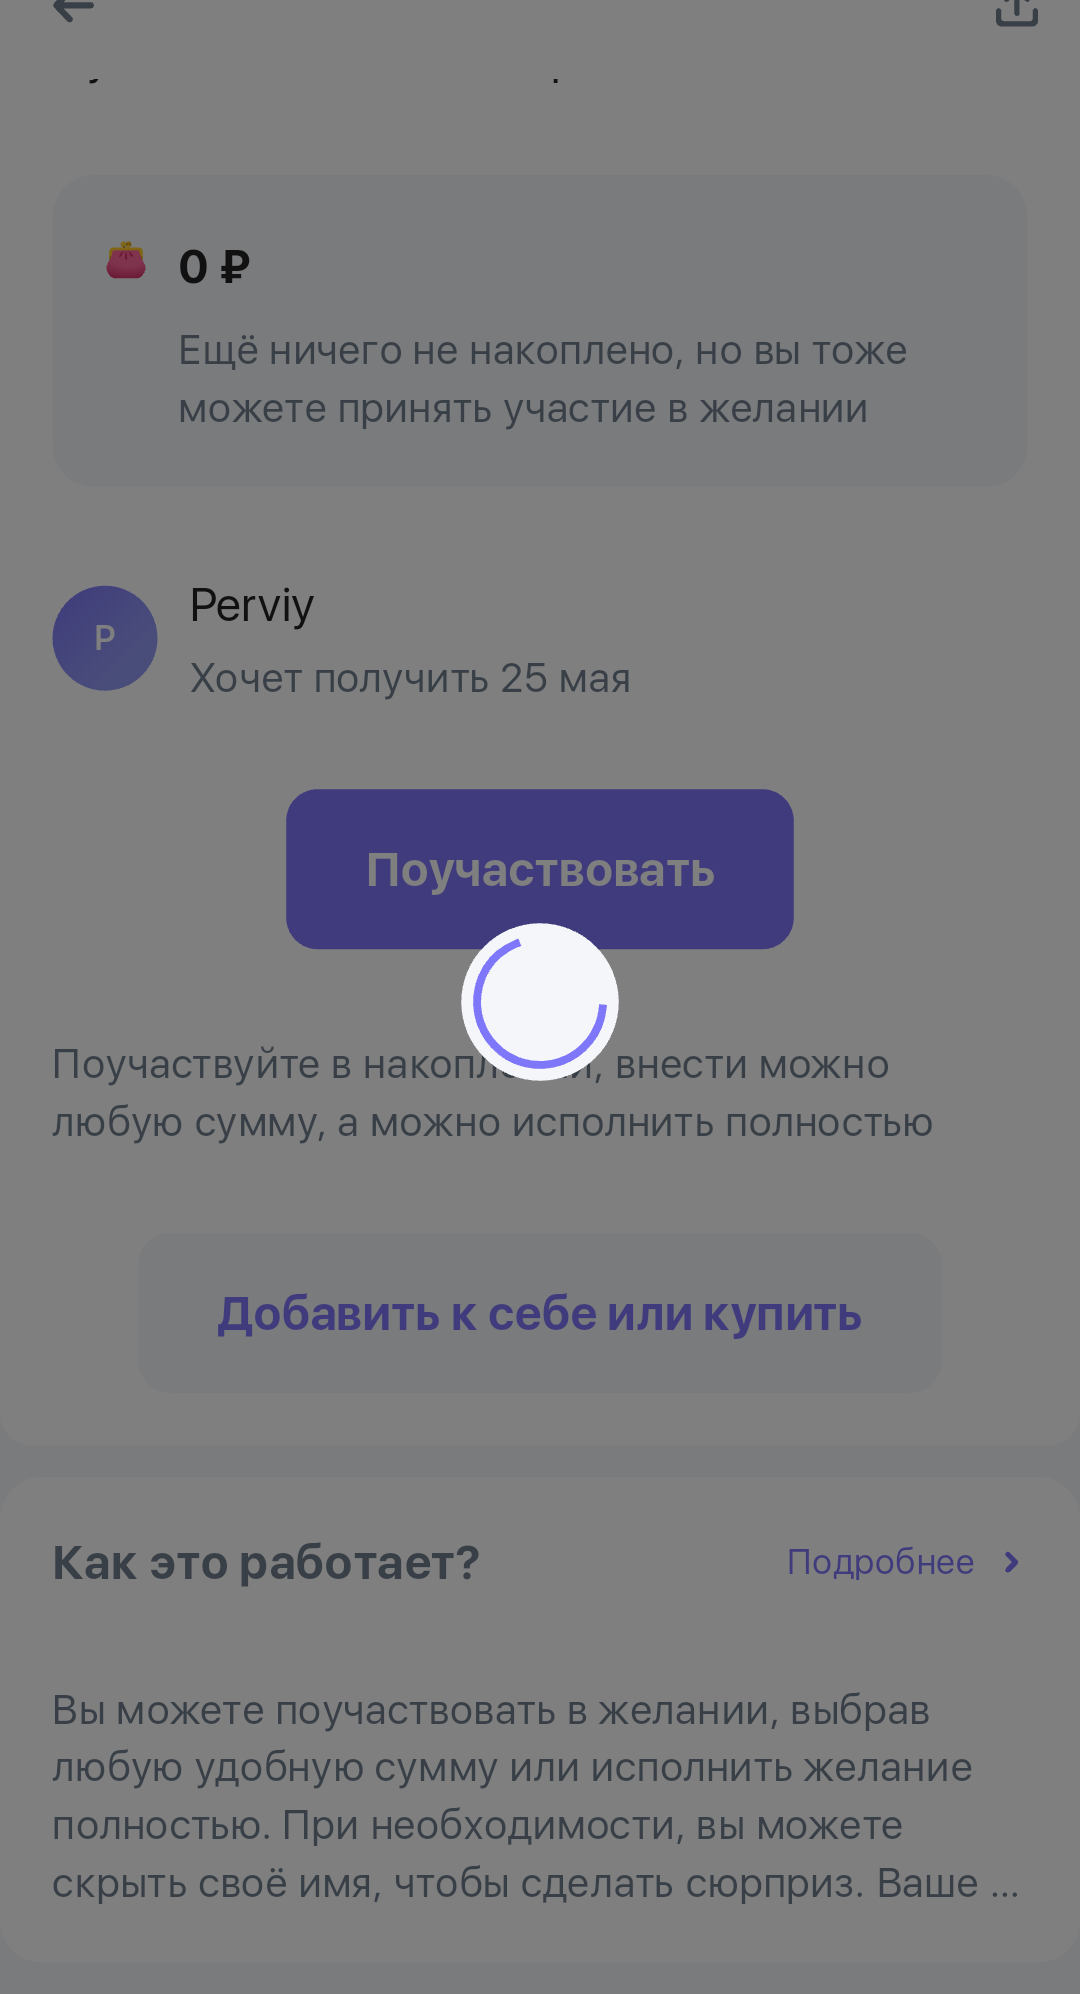 0 ₽
Ещё ничего не накоплено, но вы тоже
можете принять участие в желании
P
Perviy
Хочет получить 25 мая
Поучаствовать
Поучаствуйте в внести можно
любую сумму, а можно исполнить полностью
Добавить к себе или купить
Как это работает?
Подробнее
Вы можете поучаствовать в желании, выбрав
любую удобную сумму или исполнить желание
полностью. При необходимости, вы можете
скрыть своё имя, чтобы сделать сюрприз. Ваше ...